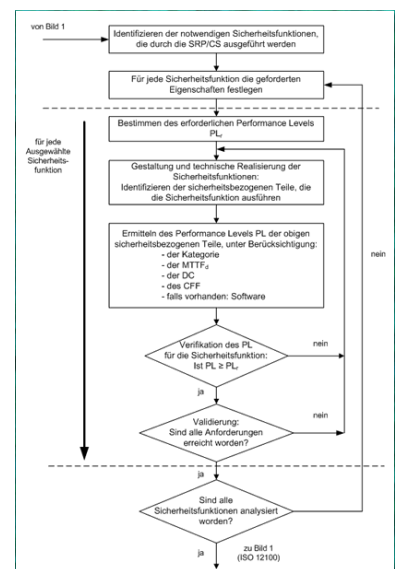 von Bild 1
Identifizieren der notwendigen Sicherheitsfunktionen,
die durch die SRP/CS ausgeführt werden
Für jede Sicherheitsfunktion die geforderten
Eigenschaften festlegen
für jede
Ausgewählte
Sicherheits-
funktion
Bestimmen des erforderlichen Performance Levels
PLr
Gestaltung und technische Realisierung der
Sicherheitsfunktionen:
Identifizieren der sicherheitsbezogenen Teile, die
die Sicherheitsfunktion ausführen
nein
Ermitteln des Performance Levels PL der obigen
sicherheitsbezogenen Teile, unter Berücksichtigung:
- der Kategorie
- der MTTFd
- der DC
- des CFF
- falls vorhanden: Software
Verifikation des PL
für die Sicherheitsfunktion:
Ist PL ≥ PLr
nein
ja
Validierung:
Sind alle Anforderungen
erreicht worden?
nein
ja
Sind alle
Sicherheitsfunktionen analysiert
worden?
ja
zu Bild 1
(ISO 12100)